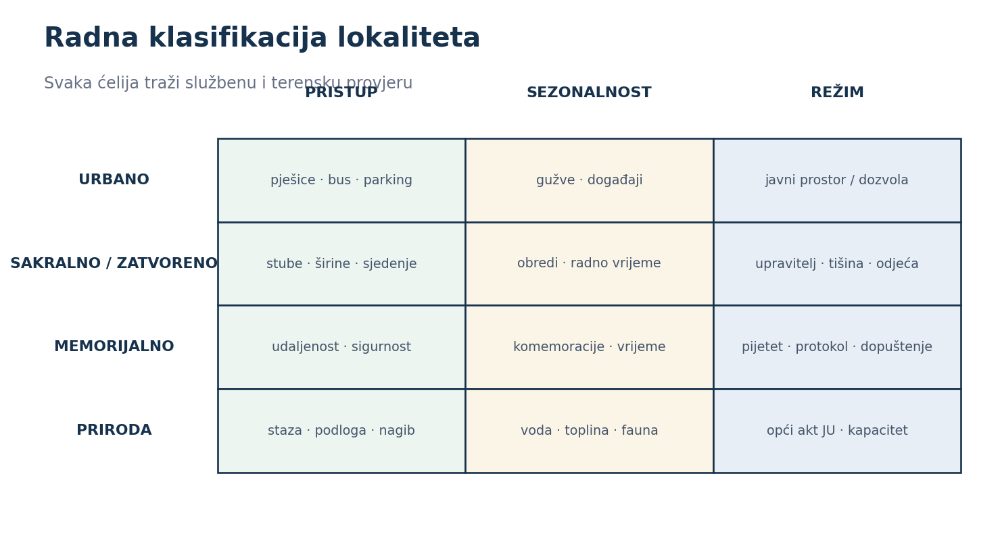 Radna klasifikacija lokaliteta
Svaka ćelija traži službenu i terensku provjeru
PRISTUP SEZONALNOST REŽIM
URBANO pješice · bus · parking gužve · događaji javni prostor / dozvola
SAKRALNO / ZATVORENO stube · širine · sjedenje obredi · radno vrijeme upravitelj · tišina · odjeća
MEMORIJALNO udaljenost · sigurnost komemoracije · vrijeme pijetet · protokol · dopuštenje
PRIRODA staza · podloga · nagib voda · toplina · fauna opći akt JU · kapacitet